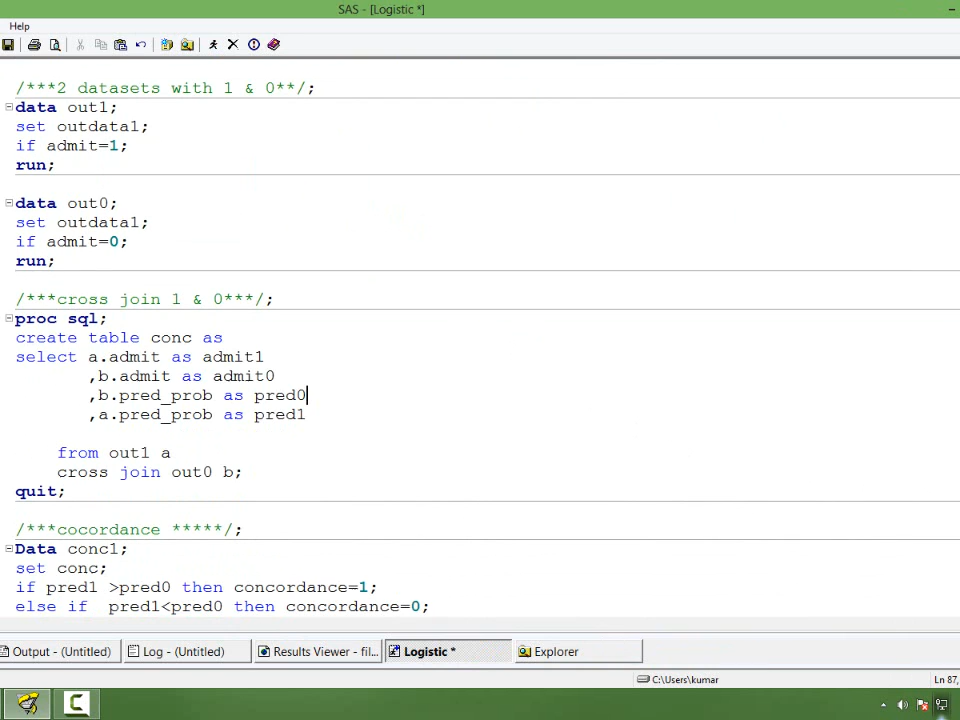 SAS - [Logistic *]
Help
/***2 datasets with 1 & 0**/;
data out1;
set outdata1;
if admit=1;
run;
data out0;
set outdata1;
if admit=0;
run;
/***cross join 1 & 0***/;
proc sql;
create table conc as
select a.admit as admit1
,b.admit as admit0
,b.pred_prob as pred0
,a.pred_prob as pred1
from out1 a
cross join out0 b;
quit;
/***cocordance *****/;
Data conc1;
set conc;
if pred1 >pred0 then concordance=1;
else if  pred1<pred0 then concordance=0;
Output - (Untitled) Log - (Untitled) Results Viewer - fil... Logistic * Explorer
C:\Users\kumar Ln 87,